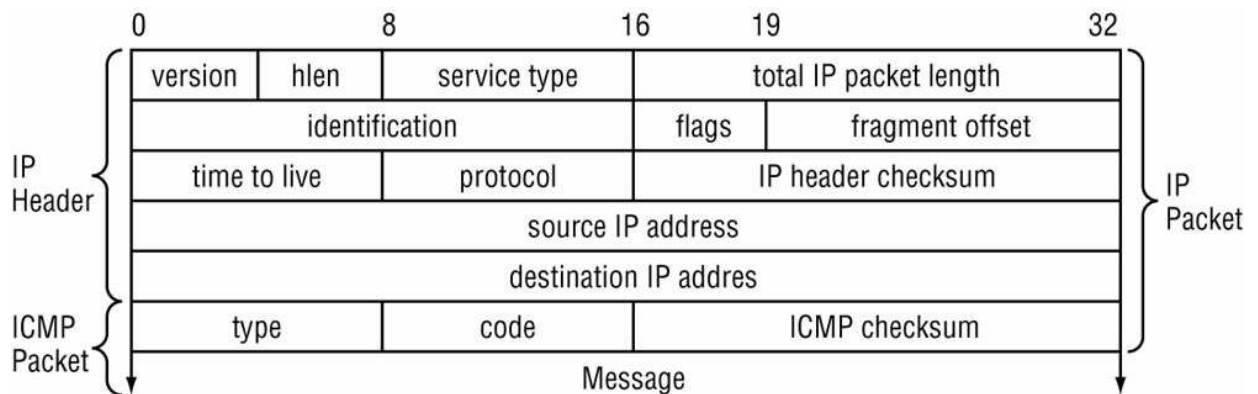 0 8 16 19 32
version hlen service type total IP packet length
identification flags fragment offset
time to live protocol IP header checksum
IP
Header
source IP address
IP
Packet
destination IP addres
ICMP
Packet
type code ICMP checksum
Message